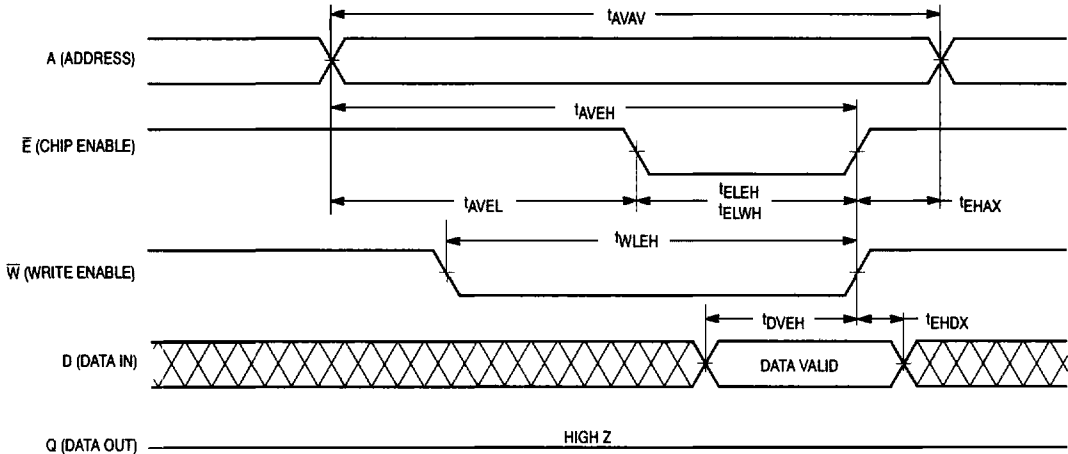 tAVAV
A (ADDRESS)
tAVEH
E (CHIP ENABLE)
tAVEL
tELEH
tELWH
tEHAX
tWLEH
W (WRITE ENABLE)
tDVEH
tEHDX
D (DATA IN)
DATA VALID
HIGH Z
Q (DATA OUT)